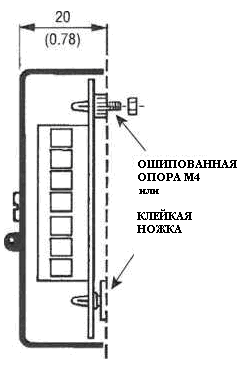 20
(0.78)
ОШИПОВАННАЯ
ОПОРА М4
или
КЛЕЙКАЯ
НОЖКА